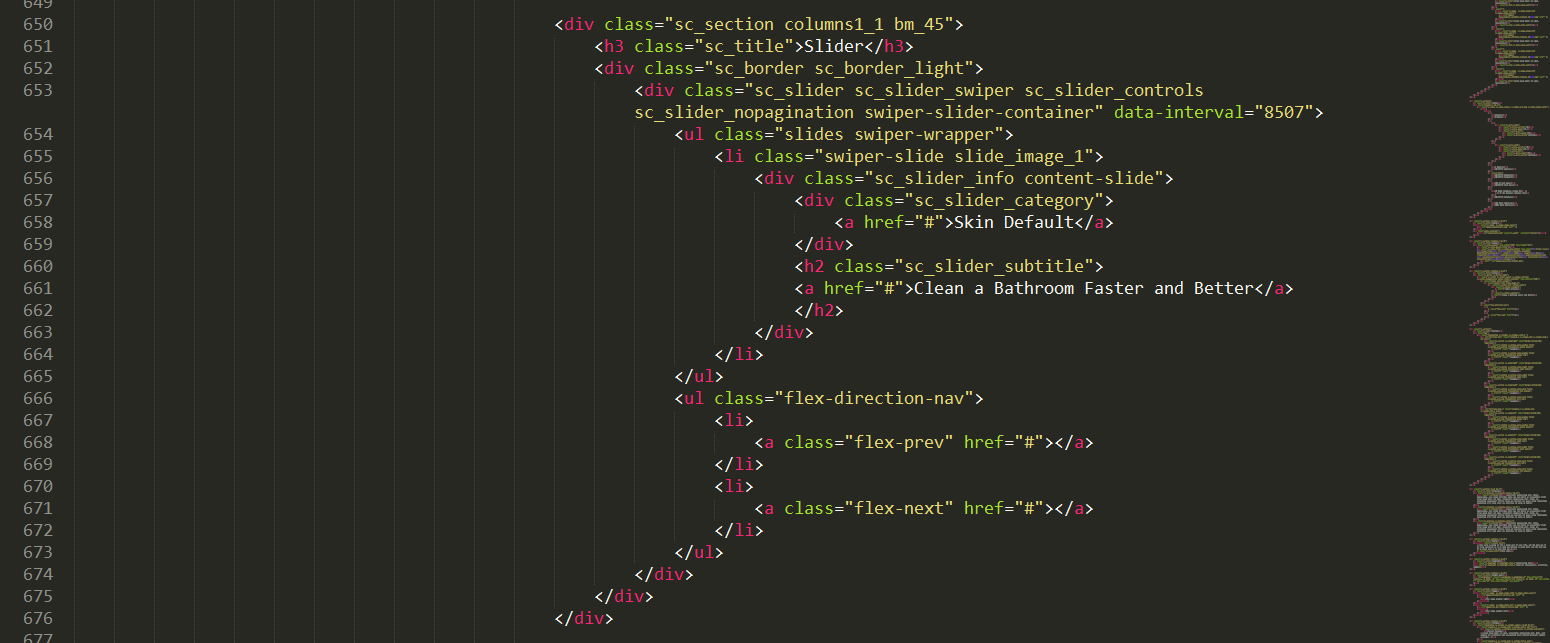 649
650 <div class="sc_section columns1_1 bm_45">
651 <h3 class="sc_title">Slider</h3>
652 <div class="sc_border sc_border_light">
653 <div class="sc_slider sc_slider_swiper sc_slider_controls
sc_slider_nopagination swiper-slider-container" data-interval="8507">
654 <ul class="slides swiper-wrapper">
655 <li class="swiper-slide slide_image_1">
656 <div class="sc_slider_info content-slide">
657 <div class="sc_slider_category">
658 <a href="#">Skin Default</a>
659 </div>
660 <h2 class="sc_slider_subtitle">
661 <a href="#">Clean a Bathroom Faster and Better</a>
662 </h2>
663 </div>
664 </li>
665 </ul>
666 <ul class="flex-direction-nav">
667 <li>
668 <a class="flex-prev" href="#"></a>
669 </li>
670 <li>
671 <a class="flex-next" href="#"></a>
672 </li>
673 </ul>
674 </div>
675 </div>
676 </div>
677